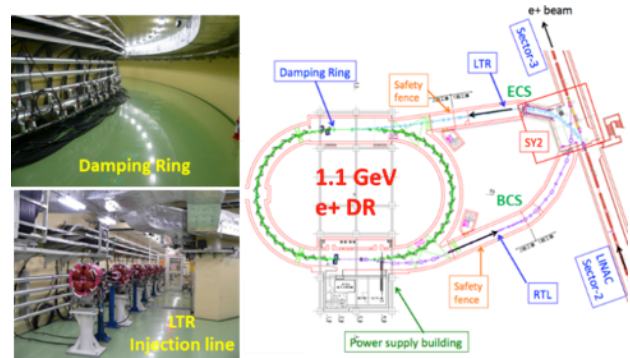 Damping Ring
LTR
Injection line
e+ beam
Sector-3
LTR
ECS
Safety
fence
Damping Ring
SY2
1.1 GeV
e+ DR
BCS
LINAC
Sector-2
Safety
fence
RTL
Power supply building